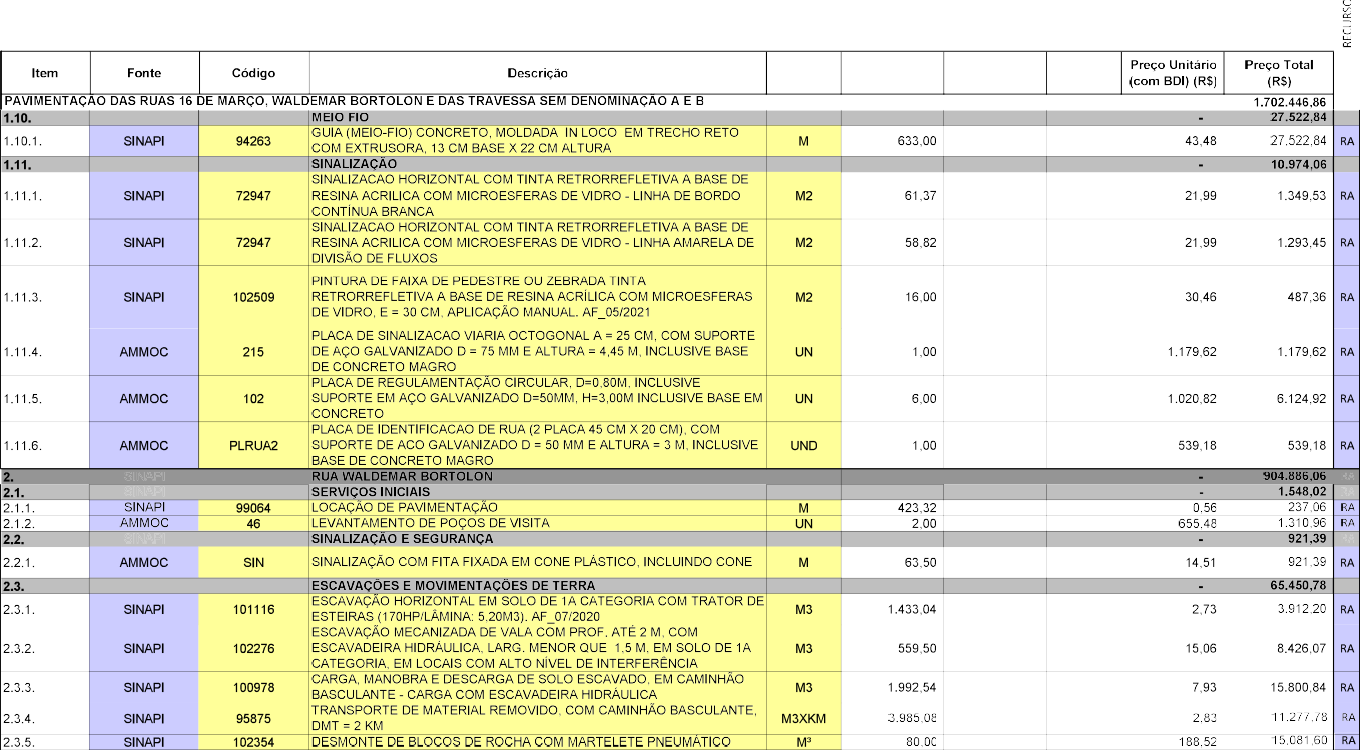 RECURSO
Item Fonte Código Descrição Preço Unitário (com BDI) (R$) Preço Total (R$)
PAVIMENTAÇÃO DAS RUAS 16 DE MARÇO, WALDEMAR BORTOLON E DAS TRAVESSA SEM DENOMINAÇÃO A E B 1.702.446,86
1.10. MEIO FIO - 27.522,84
1.10.1. SINAPI 94263 GUIA (MEIO-FIO) CONCRETO, MOLDADA IN LOCO EM TRECHO RETO
COM EXTRUSORA, 13 CM BASE X 22 CM ALTURA M 633,00 43,48 27.522,84 RA
1.11. SINALIZAÇÃO - 10.974,06
1.11.1. SINAPI 72947 SINALIZACAO HORIZONTAL COM TINTA RETRORREFLETIVA A BASE DE
RESINA ACRILICA COM MICROESFERAS DE VIDRO - LINHA DE BORDO
CONTÍNUA BRANCA M2 61,37 21,99 1.349,53 RA
1.11.2. SINAPI 72947 SINALIZACAO HORIZONTAL COM TINTA RETRORREFLETIVA A BASE DE
RESINA ACRILICA COM MICROESFERAS DE VIDRO - LINHA AMARELA DE
DIVISÃO DE FLUXOS M2 58,82 21,99 1.293,45 RA
1.11.3. SINAPI 102509 PINTURA DE FAIXA DE PEDESTRE OU ZEBRADA TINTA
RETRORREFLETIVA A BASE DE RESINA ACRÍLICA COM MICROESFERAS
DE VIDRO, E = 30 CM, APLICAÇÃO MANUAL. AF_05/2021 M2 16,00 30,46 487,36 RA
1.11.4. AMMOC 215 PLACA DE SINALIZACAO VIARIA OCTOGONAL A = 25 CM, COM SUPORTE
DE AÇO GALVANIZADO D = 75 MM E ALTURA = 4,45 M, INCLUSIVE BASE
DE CONCRETO MAGRO UN 1,00 1.179,62 1.179,62 RA
1.11.5. AMMOC 102 PLACA DE REGULAMENTAÇÃO CIRCULAR, D=0,80M, INCLUSIVE
SUPORTE EM AÇO GALVANIZADO D=50MM, H=3,00M INCLUSIVE BASE EM
CONCRETO UN 6,00 1.020,82 6.124,92 RA
1.11.6. AMMOC PLRUA2 PLACA DE IDENTIFICACAO DE RUA (2 PLACA 45 CM X 20 CM), COM
SUPORTE DE ACO GALVANIZADO D = 50 MM E ALTURA = 3 M, INCLUSIVE
BASE DE CONCRETO MAGRO UND 1,00 539,18 539,18 RA
2. SINAPI RUA WALDEMAR BORTOLON - 904.886,06 RA
2.1. SINAPI SERVIÇOS INICIAIS - 1.548,02 RA
2.1.1. SINAPI 99064 LOCAÇÃO DE PAVIMENTAÇÃO M 423,32 0,56 237,06 RA
2.1.2. AMMOC 46 LEVANTAMENTO DE POÇOS DE VISITA UN 2,00 655,48 1.310,96 RA
2.2. SINAPI SINALIZAÇÃO E SEGURANÇA - 921,39 RA
2.2.1. AMMOC SIN SINALIZAÇÃO COM FITA FIXADA EM CONE PLÁSTICO, INCLUINDO CONE M 63,50 14,51 921,39 RA
2.3. ESCAVAÇÕES E MOVIMENTAÇÕES DE TERRA - 65.450,78
2.3.1. SINAPI 101116 ESCAVAÇÃO HORIZONTAL EM SOLO DE 1A CATEGORIA COM TRATOR DE
ESTEIRAS (170HP/LÂMINA: 5,20M3). AF_07/2020 M3 1.433,04 2,73 3.912,20 RA
2.3.2. SINAPI 102276 ESCAVAÇÃO MECANIZADA DE VALA COM PROF. ATÉ 2 M, COM
ESCAVADEIRA HIDRÁULICA, LARG. MENOR QUE 1,5 M, EM SOLO DE 1A
CATEGORIA, EM LOCAIS COM ALTO NÍVEL DE INTERFERÊNCIA M3 559,50 15,06 8.426,07 RA
2.3.3. SINAPI 100978 CARGA, MANOBRA E DESCARGA DE SOLO ESCAVADO, EM CAMINHÃO
BASCULANTE - CARGA COM ESCAVADEIRA HIDRÁULICA M3 1.992,54 7,93 15.800,84 RA
2.3.4. SINAPI 95875 TRANSPORTE DE MATERIAL REMOVIDO, COM CAMINHÃO BASCULANTE,
DMT = 2 KM M3XKM 3.985,08 2,83 11.277,78 RA
2.3.5. SINAPI 102354 DESMONTE DE BLOCOS DE ROCHA COM MARTELETE PNEUMÁTICO M³ 80,00 188,52 15.081,60 RA